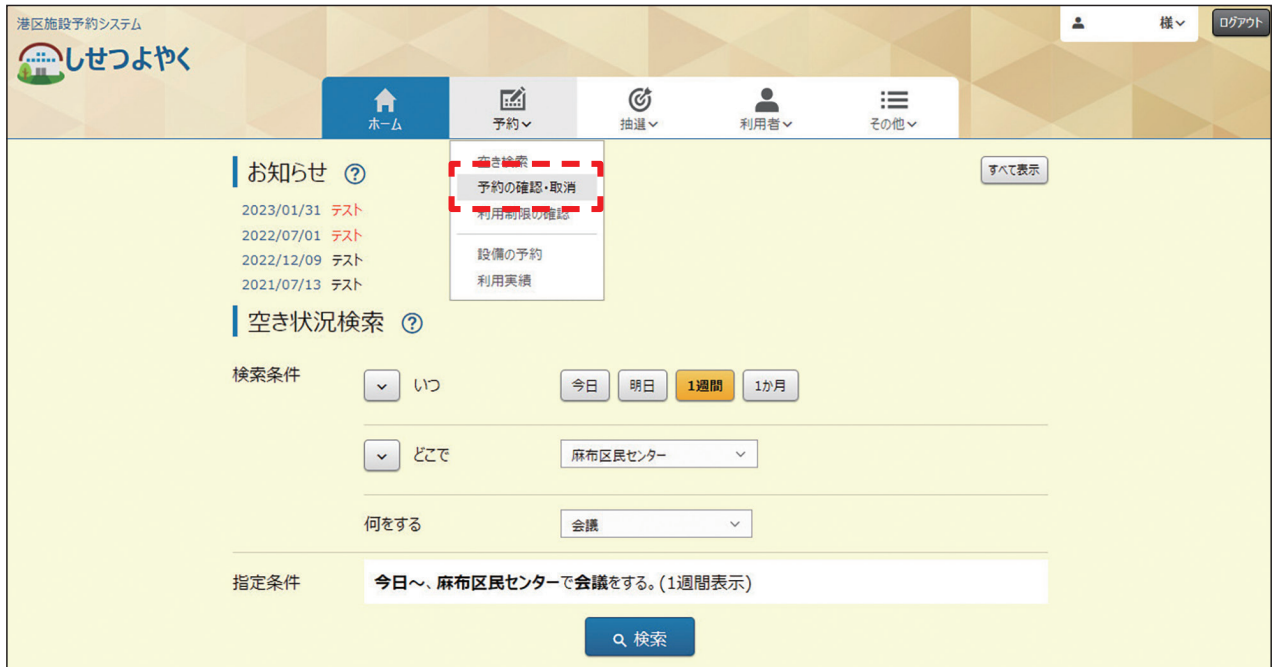 港区施設予約システム
様
ログアウト
しせつよやく
ホーム
予約
抽選
利用者
その他
空き検索
予約の確認・取消
利用制限の確認
設備の予約
利用実績
お知らせ ?
すべて表示
2023/01/31 テスト
2022/07/01 テスト
2022/12/09 テスト
2021/07/13 テスト
空き状況検索 ?
検索条件 いつ 今日 明日 1週間 1か月
どこで 麻布区民センター
何をする 会議
指定条件 今日～、麻布区民センターで会議をする。(1週間表示)
検索